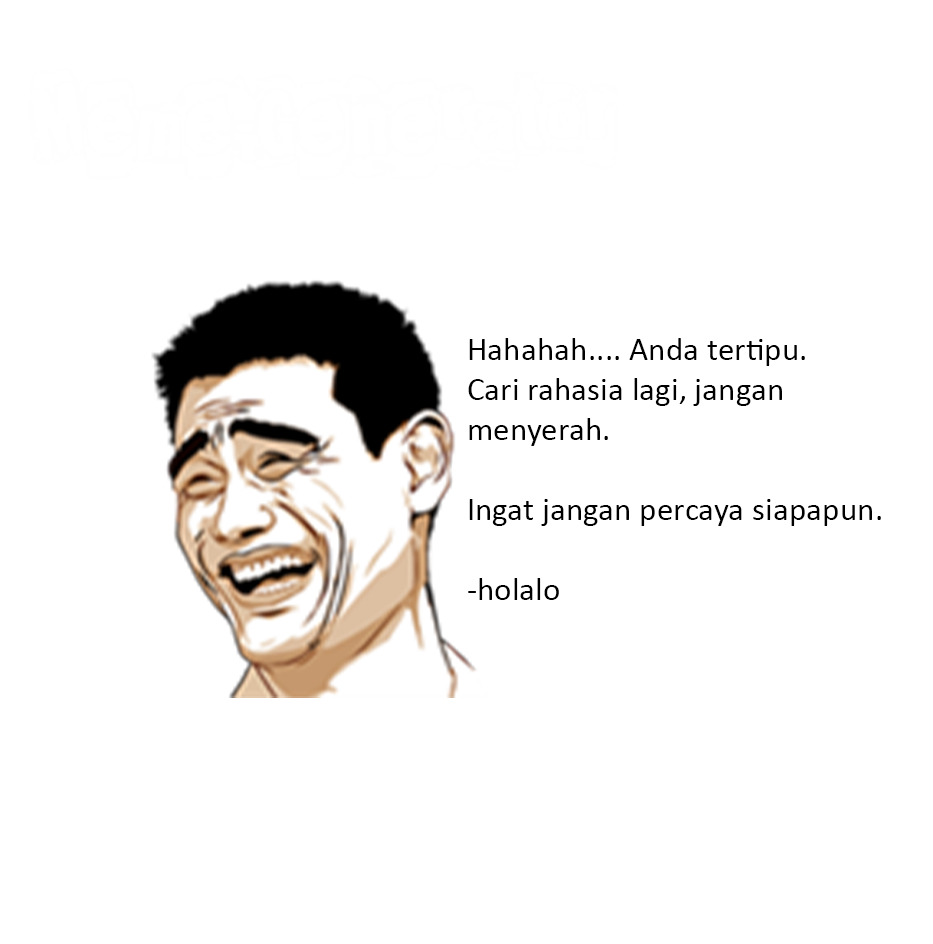 Hahahah.... Anda tertipu.
Cari rahasia lagi, jangan
menyerah.
Ingat jangan percaya siapapun.
-holalo